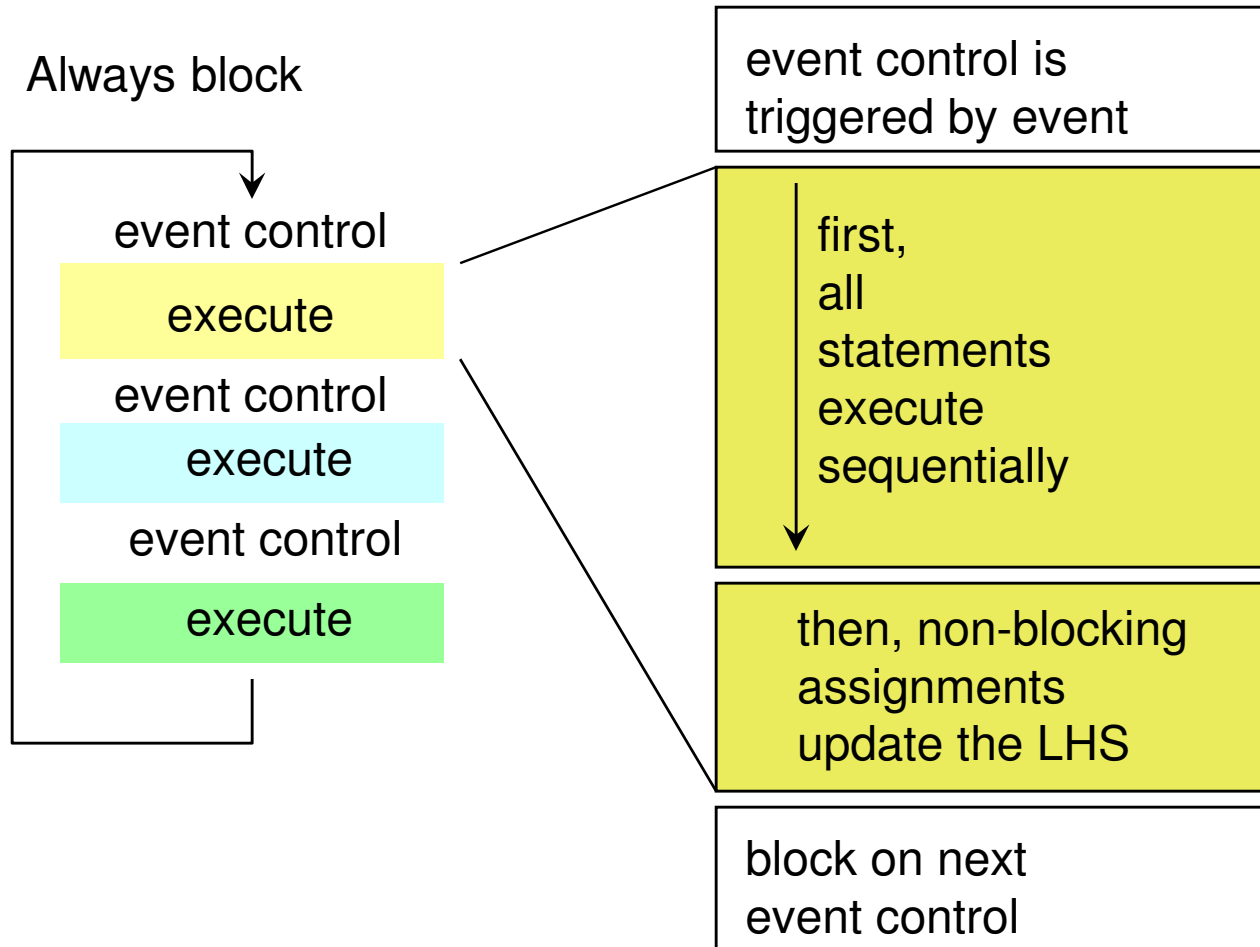 Always block
event control
execute
event control
execute
event control
execute
event control is
triggered by event
first,
all
statements
execute
sequentially
then, non-blocking
assignments
update the LHS
block on next
event control